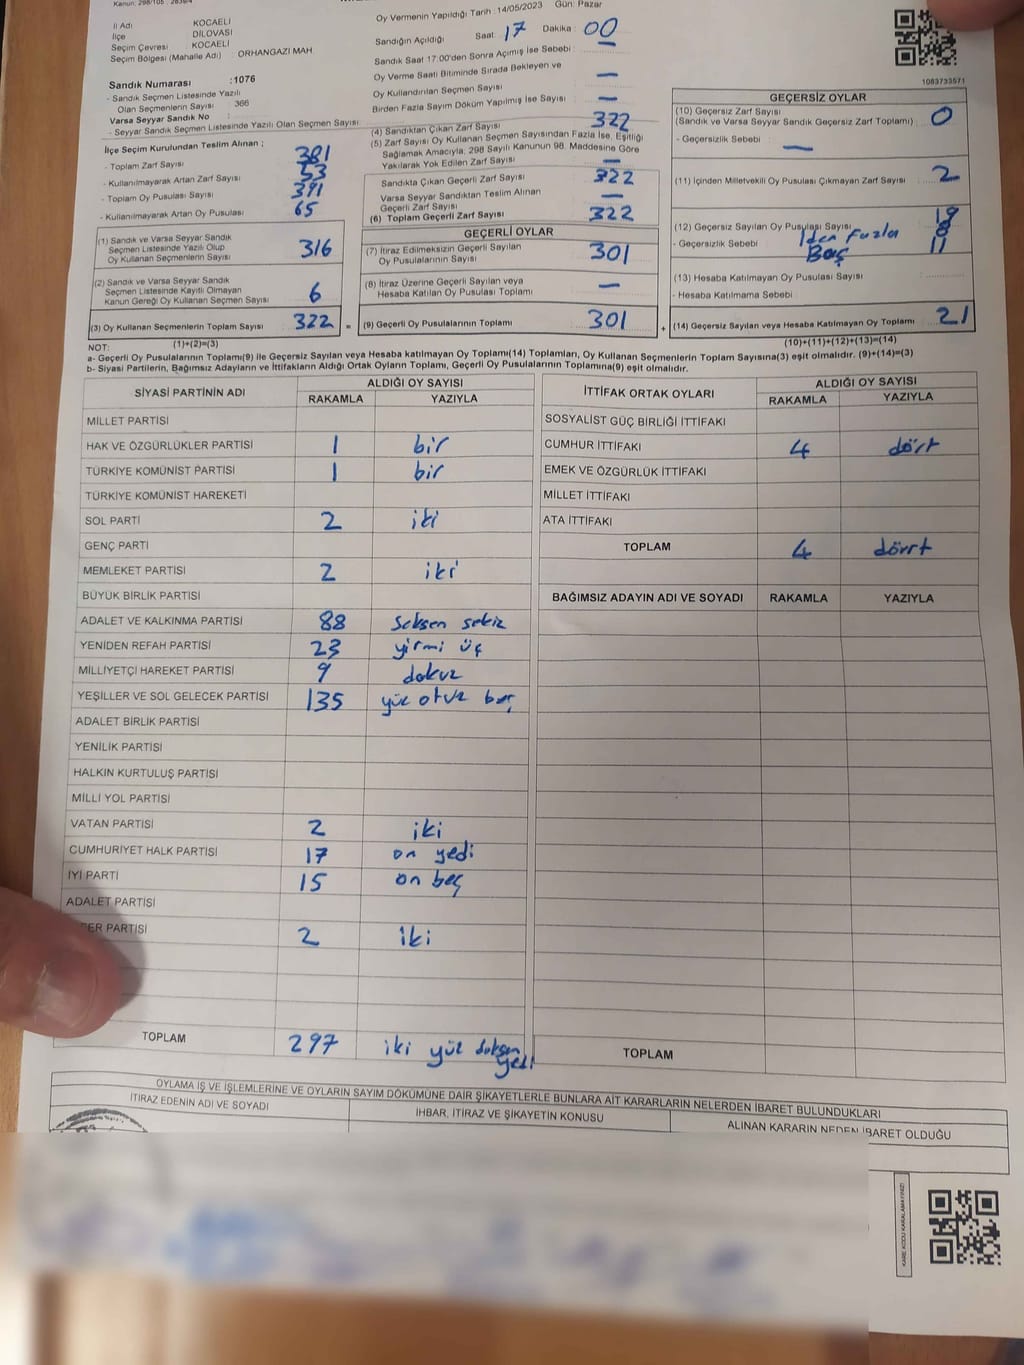 Kanun: 298/105
İl Adı KOCAELİ
İlçe DİLOVASI
Seçim Çevresi KOCAELİ
Seçim Bölgesi (Mahalle Adı) : ORHANGAZI MAH.
Sandık Numarası : 1076
- Sandık Seçmen Listesinde Yazılı
Olan Seçmenlerin Sayısı : 366
Varsa Seyyar Sandık No :
- Seyyar Sandık Seçmen Listesinde Yazılı Olan Seçmen Sayısı
İlçe Seçim Kurulundan Teslim Alınan ;
- Toplam Zarf Sayısı 381
- Kullanılmayarak Artan Zarf Sayısı 53
- Toplam Oy Pusulası Sayısı 391
- Kullanılmayarak Artan Oy Pusulası 65
(1) Sandık ve Varsa Seyyar Sandık
Seçmen Listesinde Yazılı Olup
Oy Kullanan Seçmenlerin Sayısı 316
(2) Sandık ve Varsa Seyyar Sandık
Seçmen Listesinde Kayıtlı Olmayan
Kanun Gereği Oy Kullanan Seçmen Sayısı 6
(3) Oy Kullanan Seçmenlerin Toplam Sayısı 322 =
Oy Vermenin Yapıldığı Tarih : 14/05/2023 Gün: Pazar
Sandığın Açıldığı Saat : 17 Dakika : 00
Sandık Saat 17:00'den Sonra Açımış İse Sebebi :
Oy Verme Saati Bitiminde Sırada Bekleyen ve
Oy Kullandırılan Seçmen Sayısı —
Birden Fazla Sayım Döküm Yapılmış İse Sayısı —
(4) Sandıktan Çıkan Zarf Sayısı 322
(5) Zarf Sayısı Oy Kullanan Seçmen Sayısından Fazla İse, Eşitliği
Sağlamak Amacıyla, 298 Sayılı Kanunun 98. Maddesine Göre
Yakılarak Yok Edilen Zarf Sayısı —
Sandıkta Çıkan Geçerli Zarf Sayısı 322
Varsa Seyyar Sandıktan Teslim Alınan
Geçerli Zarf Sayısı —
(6) Toplam Geçerli Zarf Sayısı 322
GEÇERLİ OYLAR
(7) İtiraz Edilmeksizin Geçerli Sayılan
Oy Pusulalarının Sayısı 301
(8) İtiraz Üzerine Geçerli Sayılan veya
Hesaba Katılan Oy Pusulası Toplamı —
(9) Geçerli Oy Pusulalarının Toplamı 301 +
1083733571
GEÇERSİZ OYLAR
(10) Geçersiz Zarf Sayısı
(Sandık ve Varsa Seyyar Sandık Geçersiz Zarf Toplamı) 0
- Geçersizlik Sebebi : —
(11) İçinden Milletvekili Oy Pusulası Çıkmayan Zarf Sayısı 2
(12) Geçersiz Sayılan Oy Pusulası Sayısı 19
- Geçersizlik Sebebi 1den Fazla 8
Boş 11
(13) Hesaba Katılmayan Oy Pusulası Sayısı
- Hesaba Katılmama Sebebi
(14) Geçersiz Sayılan veya Hesaba Katılmayan Oy Toplamı 21
NOT: (1)+(2)=(3) (10)+(11)+(12)+(13)=(14)
a- Geçerli Oy Pusulalarının Toplamı(9) ile Geçersiz Sayılan veya Hesaba katılmayan Oy Toplamı(14) Toplamları, Oy Kullanan Seçmenlerin Toplam Sayısına(3) eşit olmalıdır. (9)+(14)=(3)
b- Siyasi Partilerin, Bağımsız Adayların ve İttifakların Aldığı Ortak Oyların Toplamı, Geçerli Oy Pusulalarının Toplamına(9) eşit olmalıdır.
SİYASİ PARTİNİN ADI ALDIĞI OY SAYISI
RAKAMLA YAZIYLA
MİLLET PARTİSİ
HAK VE ÖZGÜRLÜKLER PARTİSİ 1 bir
TÜRKİYE KOMÜNİST PARTİSİ 1 bir
TÜRKİYE KOMÜNİST HAREKETİ
SOL PARTİ 2 iki
GENÇ PARTİ
MEMLEKET PARTİSİ 2 iki
BÜYÜK BİRLİK PARTİSİ
ADALET VE KALKINMA PARTİSİ 88 seksen sekiz
YENİDEN REFAH PARTİSİ 23 yirmi üç
MİLLİYETÇİ HAREKET PARTİSİ 9 dokuz
YEŞİLLER VE SOL GELECEK PARTİSİ 135 yüz otuz beş
ADALET BİRLİK PARTİSİ
YENİLİK PARTİSİ
HALKIN KURTULUŞ PARTİSİ
MİLLİ YOL PARTİSİ
VATAN PARTİSİ 2 iki
CUMHURİYET HALK PARTİSİ 17 on yedi
İYİ PARTİ 15 on beş
ADALET PARTİSİ
FER PARTİSİ 2 iki
TOPLAM 297 iki yüz doksan yedi
İTTİFAK ORTAK OYLARI ALDIĞI OY SAYISI
RAKAMLA YAZIYLA
SOSYALİST GÜÇ BİRLİĞİ İTTİFAKI
CUMHUR İTTİFAKI 4 dört
EMEK VE ÖZGÜRLÜK İTTİFAKI
MİLLET İTTİFAKI
ATA İTTİFAKI
TOPLAM 4 dörrt
BAĞIMSIZ ADAYIN ADI VE SOYADI RAKAMLA YAZIYLA
TOPLAM
OYLAMA İŞ VE İŞLEMLERİNE VE OYLARIN SAYIM DÖKÜMÜNE DAİR ŞİKAYETLERLE BUNLARA AİT KARARLARIN NELERDEN İBARET BULUNDUKLARI
İTİRAZ EDENİN ADI VE SOYADI İHBAR, İTİRAZ VE ŞİKAYETİN KONUSU ALINAN KARARIN NEDEN İBARET OLDUĞU
KARE KODU KARALAMAYINIZ!